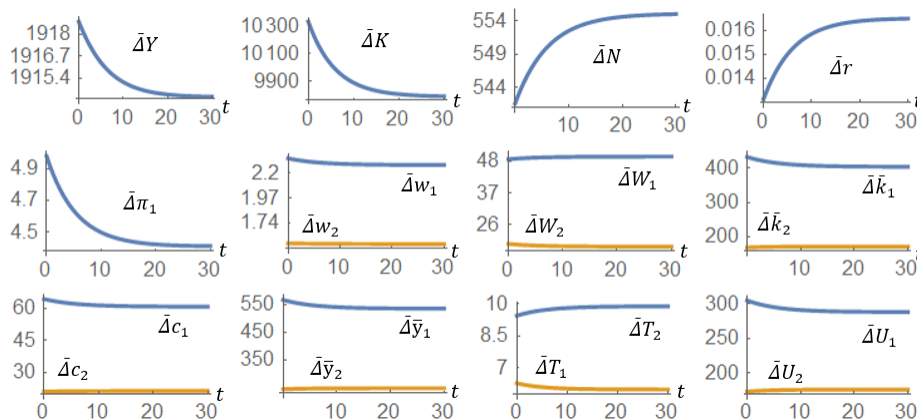 1918
1916.7
1915.4
Δ̄Y
0 10 20 30 t
10300
9900
Δ̄K
0 10 20 30 t
554
549
544
Δ̄N
10 20 30 t
0.016
0.015
0.014
Δ̄r
0 10 20 30 t
4.9
4.7
4.5
Δ̄π₁
0 10 20 30 t
2.2
1.97
1.74
Δ̄w₁
Δ̄w₂
0 10 20 30 t
48
37
26
Δ̄W₁
Δ̄W₂
0 10 20 30 t
400
300
200
Δ̄k̄₁
Δ̄k̄₂
0 10 20 30 t
60
45
30
Δ̄c₁
Δ̄c₂
0 10 20 30 t
550
450
350
Δ̄ȳ₁
Δ̄ȳ₂
0 10 20 30 t
10
8.5
7
Δ̄T₂
Δ̄T₁
0 10 20 30 t
300
250
200
Δ̄U₁
Δ̄U₂
0 10 20 30 t